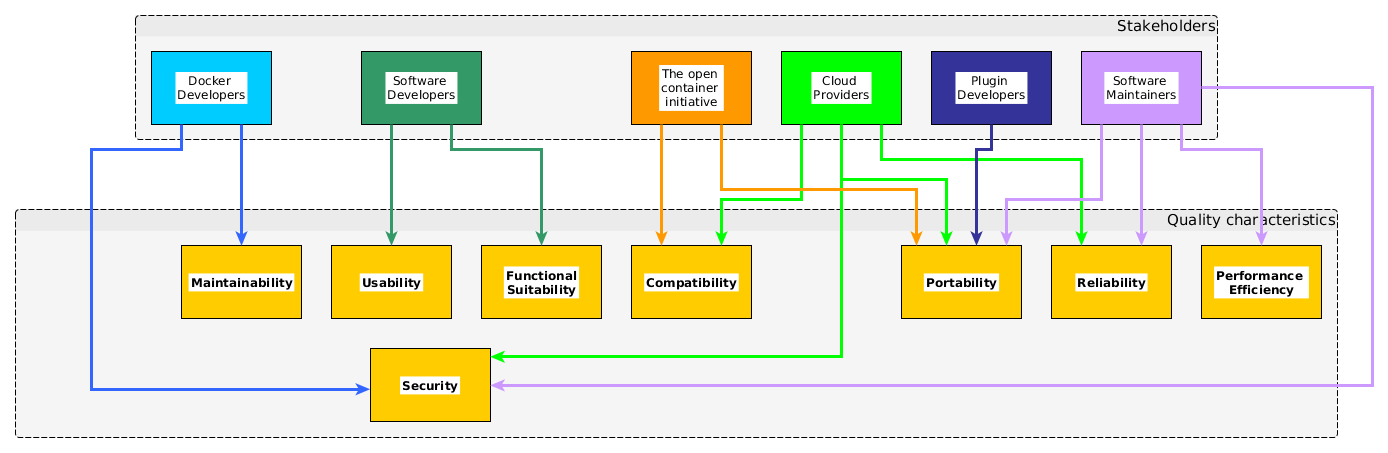 Stakeholders
Docker
Developers
Software
Developers
The open
container
initiative
Cloud
Providers
Plugin
Developers
Software
Maintainers
Quality characteristics
Maintainability
Usability
Functional
Suitability
Compatibility
Portability
Reliability
Performance
Efficiency
Security